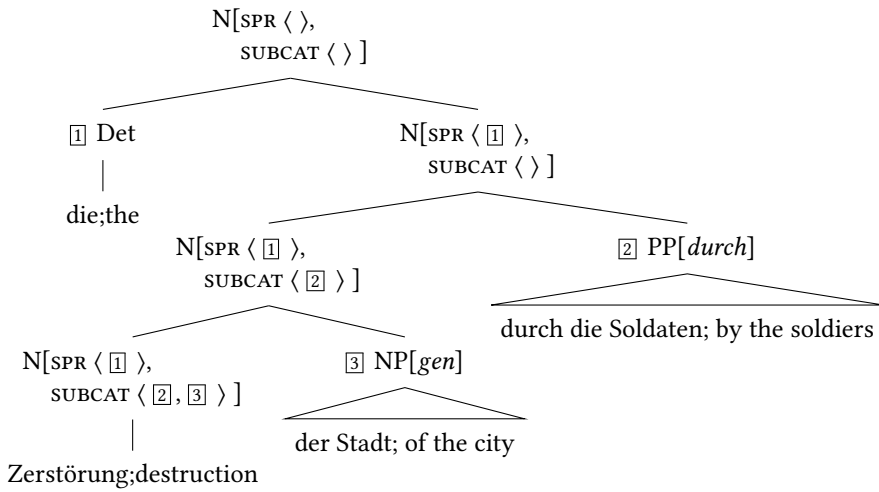 N[SPR ⟨ ⟩,
SUBCAT ⟨ ⟩ ]
1 Det
N[SPR ⟨ 1 ⟩,
SUBCAT ⟨ ⟩ ]
die;the
N[SPR ⟨ 1 ⟩,
SUBCAT ⟨ 2 ⟩ ]
2 PP[durch]
durch die Soldaten; by the soldiers
N[SPR ⟨ 1 ⟩,
SUBCAT ⟨ 2 , 3 ⟩ ]
3 NP[gen]
der Stadt; of the city
Zerstörung;destruction